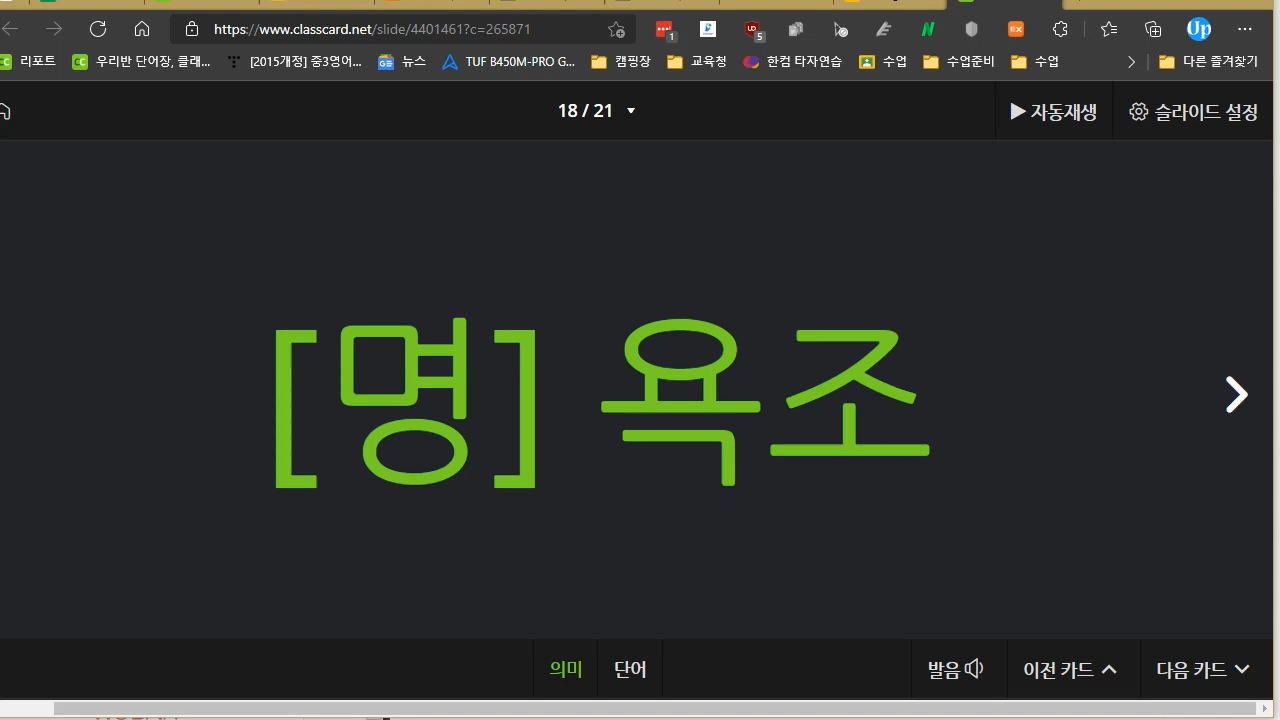 https://www.classcard.net/slide/4401461?c=265871
1
5
EX
Up
리포트
우리반 단어장, 클래...
[2015개정] 중3영어...
뉴스
TUF B450M-PRO G...
캠핑장
교육청
한컴 타자연습
수업
수업준비
수업
다른 즐겨찾기
18 / 21
자동재생
슬라이드 설정
[명] 욕조
의미
단어
발음
이전 카드
다음 카드